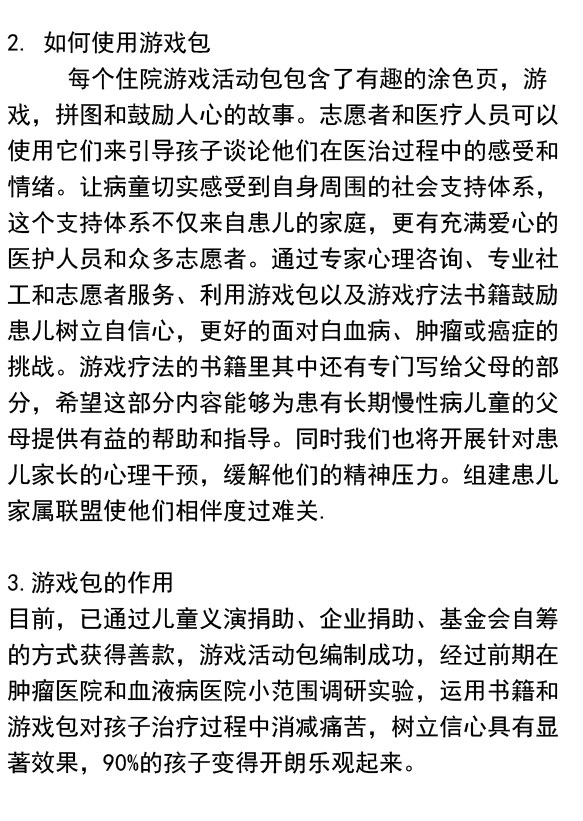 2. 如何使用游戏包
每个住院游戏活动包包含了有趣的涂色页，游
戏，拼图和鼓励人心的故事。志愿者和医疗人员可以
使用它们来引导孩子谈论他们在医治过程中的感受和
情绪。让病童切实感受到自身周围的社会支持体系，
这个支持体系不仅来自患儿的家庭，更有充满爱心的
医护人员和众多志愿者。通过专家心理咨询、专业社
工和志愿者服务、利用游戏包以及游戏疗法书籍鼓励
患儿树立自信心，更好的面对白血病、肿瘤或癌症的
挑战。游戏疗法的书籍里其中还有专门写给父母的部
分，希望这部分内容能够为患有长期慢性病儿童的父
母提供有益的帮助和指导。同时我们也将开展针对患
儿家长的心理干预，缓解他们的精神压力。组建患儿
家属联盟使他们相伴度过难关.
3.游戏包的作用
目前，已通过儿童义演捐助、企业捐助、基金会自筹
的方式获得善款，游戏活动包编制成功，经过前期在
肿瘤医院和血液病医院小范围调研实验，运用书籍和
游戏包对孩子治疗过程中消减痛苦，树立信心具有显
著效果，90%的孩子变得开朗乐观起来。